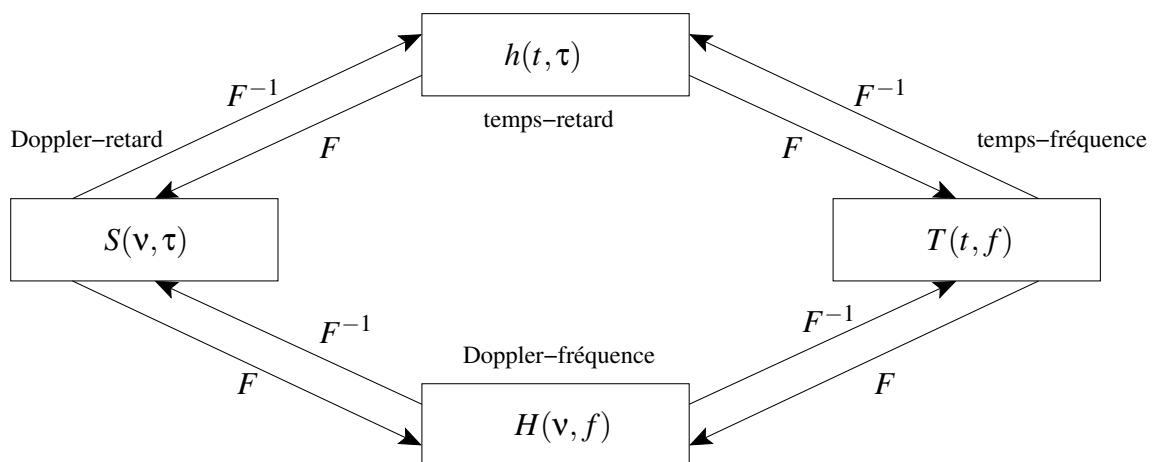 h(t,τ)
temps−retard
F⁻¹
F
F⁻¹
F
Doppler−retard
temps−fréquence
S(ν,τ)
T(t,f)
F⁻¹
F
F⁻¹
F
Doppler−fréquence
H(ν,f)